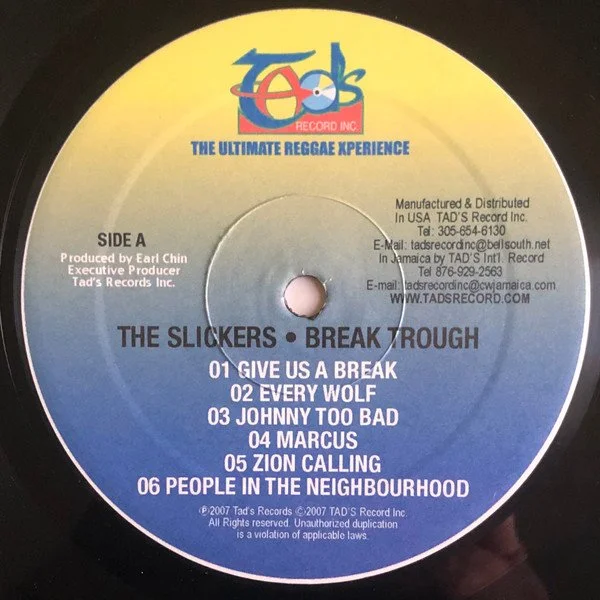 Tad's
RECORD INC
THE ULTIMATE REGGAE XPERIENCE
SIDE A
Produced by Earl Chin
Executive Producer
Tad's Records Inc.
Manufactured & Distributed
In USA TAD'S Record Inc.
Tel: 305-654-6130
E-Mail: tadsrecordinc@bellsouth.net
In Jamaica by TAD'S Int'l. Record
Tel 876-929-2563
E-mail: tadsrecordinc@cwjamaica.com
WWW.TADSRECORD.COM
THE SLICKERS • BREAK TROUGH
01 GIVE US A BREAK
02 EVERY WOLF
03 JOHNNY TOO BAD
04 MARCUS
05 ZION CALLING
06 PEOPLE IN THE NEIGHBOURHOOD
℗2007 Tad's Records ©2007 TAD'S Record Inc.
All Rights reserved. Unauthorized duplication
is a violation of applicable laws.